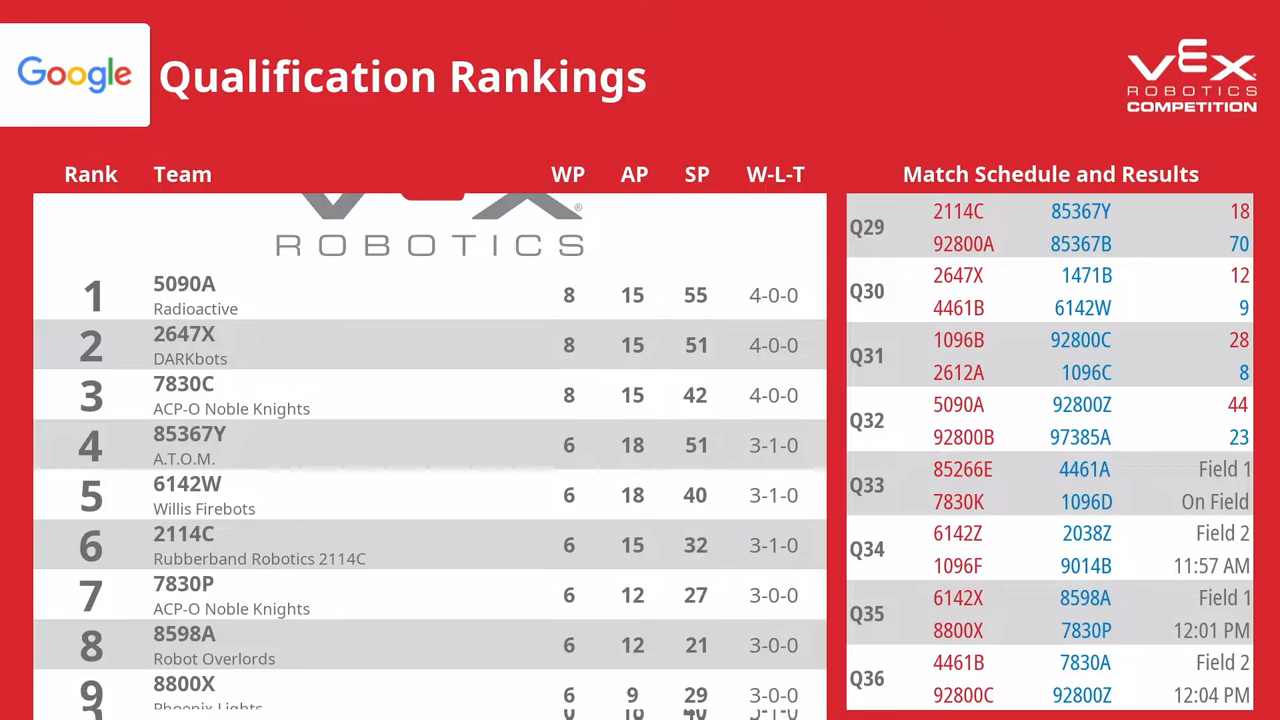 Google
Qualification Rankings
VEX
ROBOTICS
COMPETITION
Rank Team WP AP SP W-L-T
ROBOTICS
1 5090A 8 15 55 4-0-0
Radioactive
2 2647X 8 15 51 4-0-0
DARKbots
3 7830C 8 15 42 4-0-0
ACP-O Noble Knights
4 85367Y 6 18 51 3-1-0
A.T.O.M.
5 6142W 6 18 40 3-1-0
Willis Firebots
6 2114C 6 15 32 3-1-0
Rubberband Robotics 2114C
7 7830P 6 12 27 3-0-0
ACP-O Noble Knights
8 8598A 6 12 21 3-0-0
Robot Overlords
9 8800X 6 9 29 3-0-0
Phoenix Lights
Match Schedule and Results
Q29 2114C 85367Y 18
92800A 85367B 70
Q30 2647X 1471B 12
4461B 6142W 9
Q31 1096B 92800C 28
2612A 1096C 8
Q32 5090A 92800Z 44
92800B 97385A 23
Q33 85266E 4461A Field 1
7830K 1096D On Field
Q34 6142Z 2038Z Field 2
1096F 9014B 11:57 AM
Q35 6142X 8598A Field 1
8800X 7830P 12:01 PM
Q36 4461B 7830A Field 2
92800C 92800Z 12:04 PM